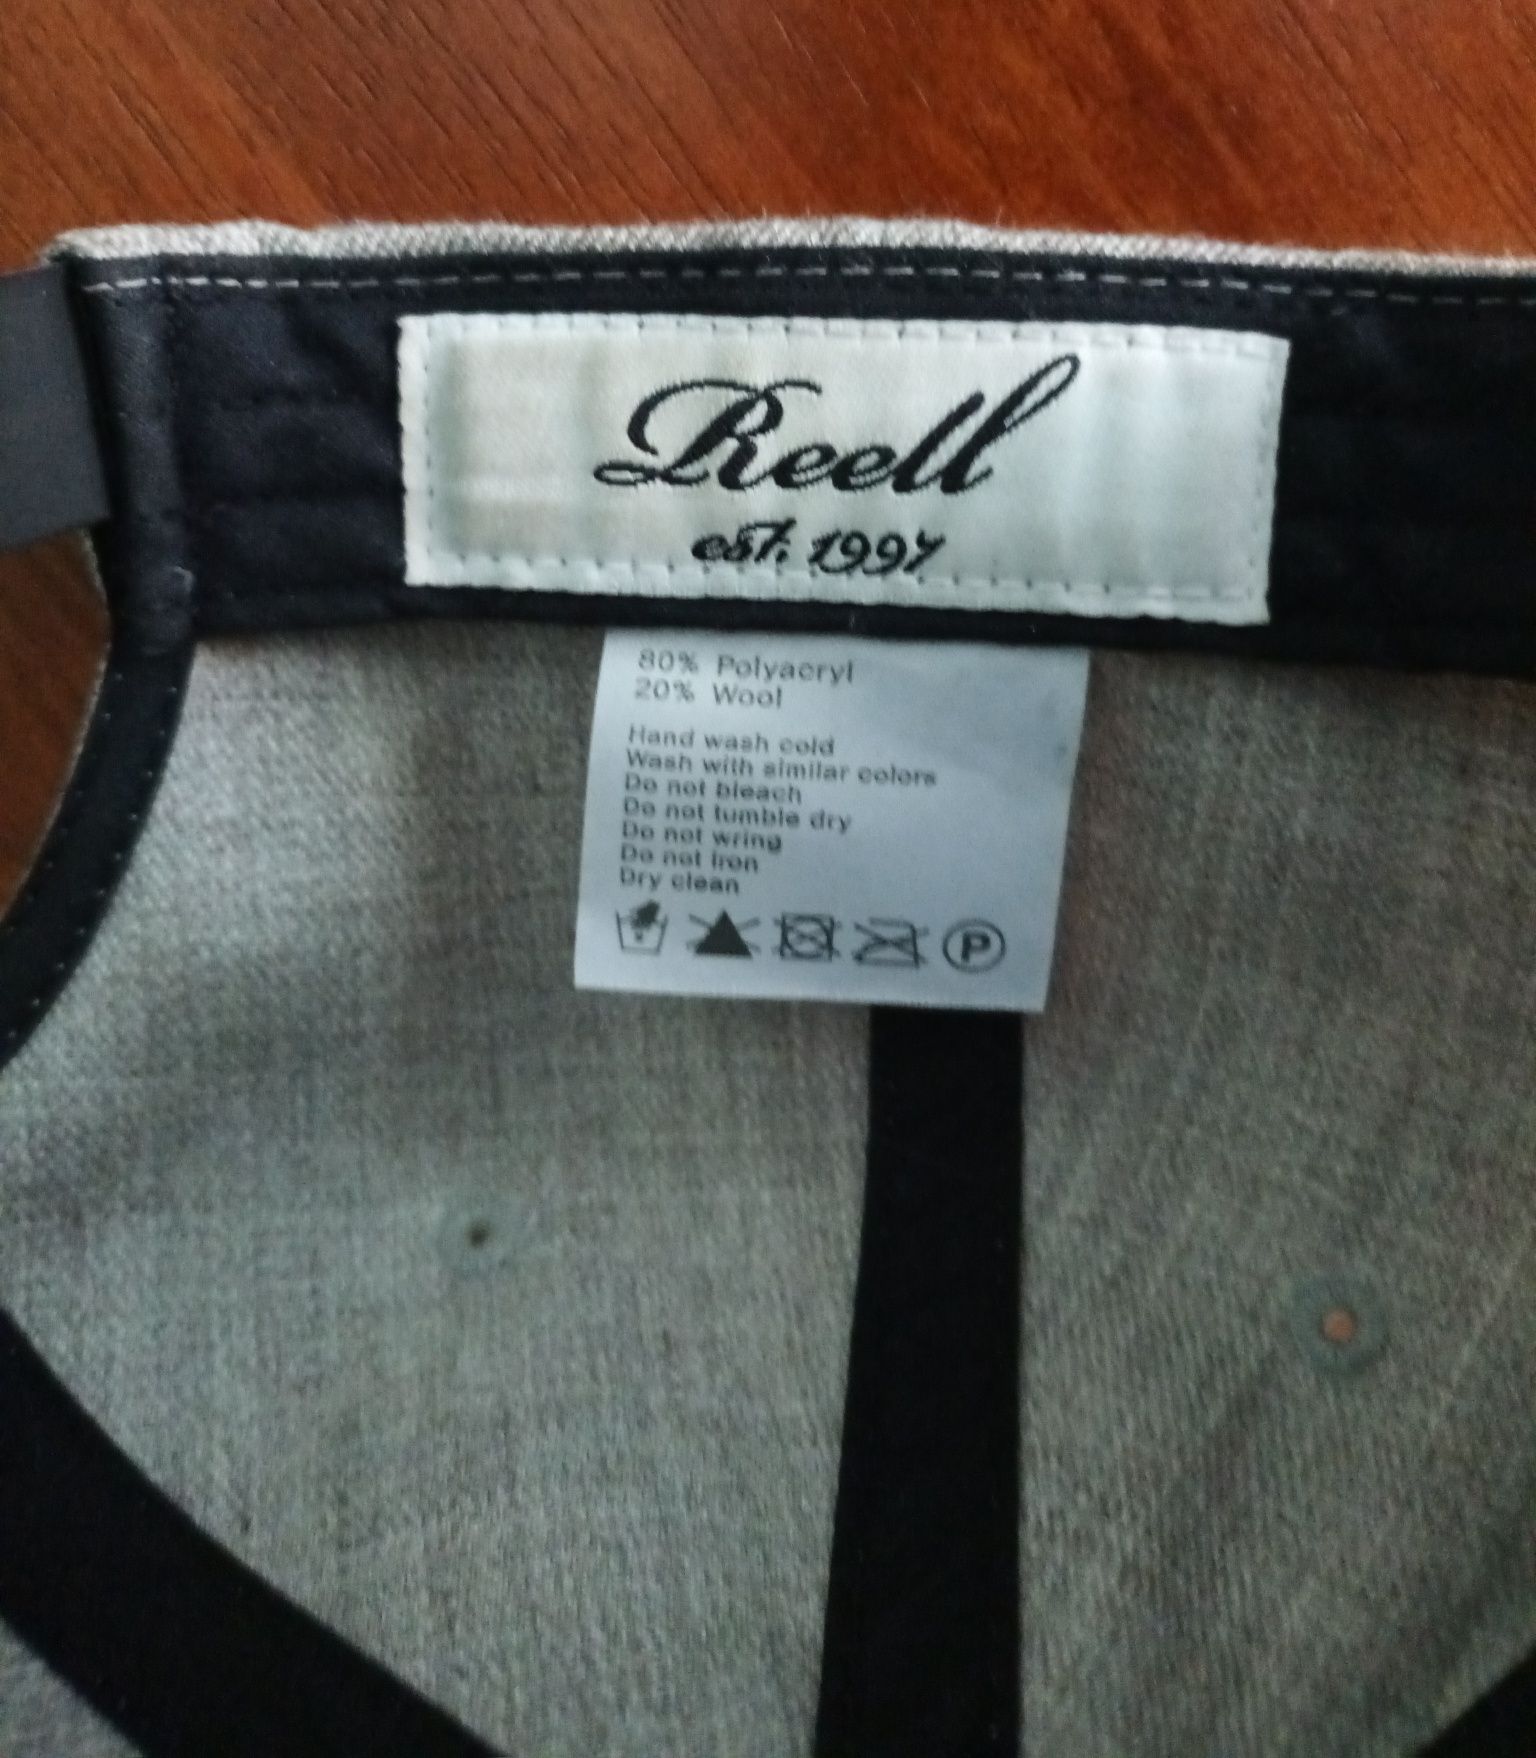 Reell
est. 1997
80% Polyacryl
20% Wool
Hand wash cold
Wash with similar colors
Do not bleach
Do not tumble dry
Do not wring
Do not iron
Dry clean
P